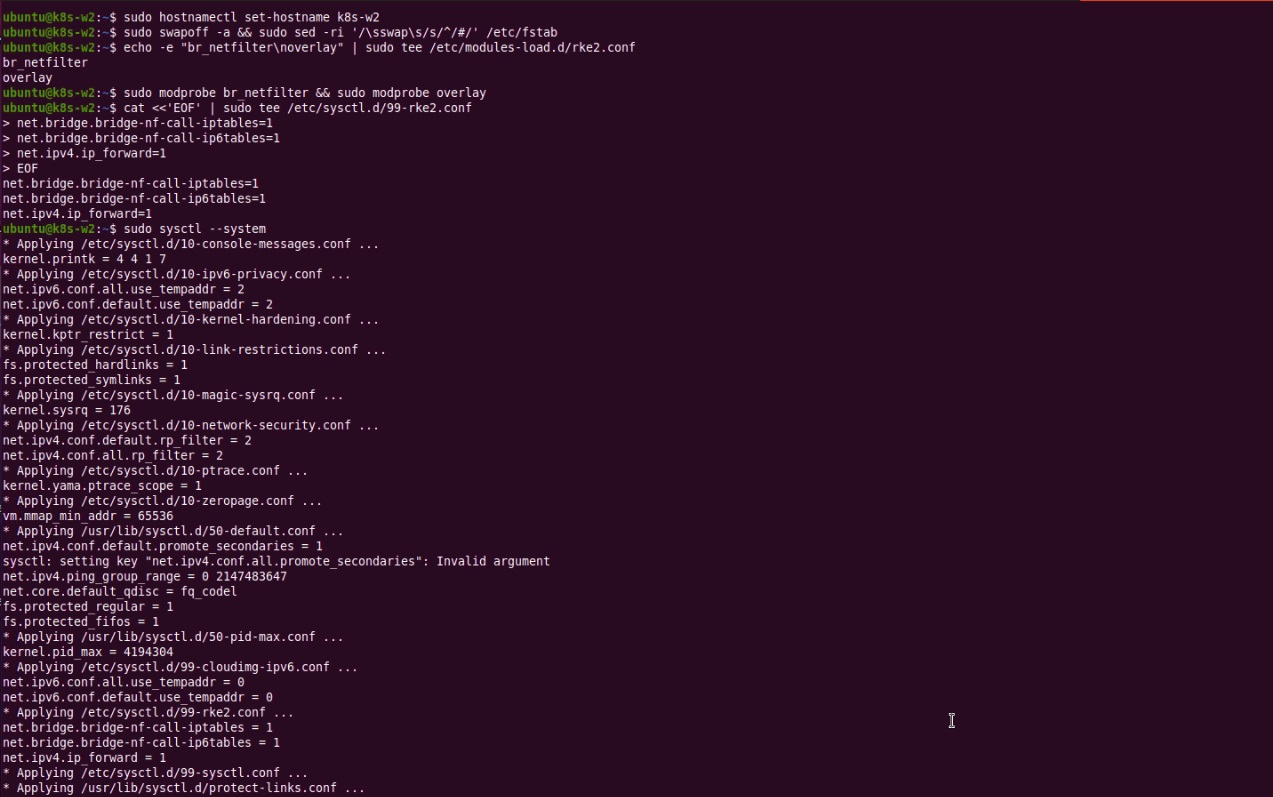 ubuntu@k8s-w2:~$ sudo hostnamectl set-hostname k8s-w2
ubuntu@k8s-w2:~$ sudo swapoff -a && sudo sed -ri '/\sswap\s/s/^/#/' /etc/fstab
ubuntu@k8s-w2:~$ echo -e "br_netfilter\noverlay" | sudo tee /etc/modules-load.d/rke2.conf
br_netfilter
overlay
ubuntu@k8s-w2:~$ sudo modprobe br_netfilter && sudo modprobe overlay
ubuntu@k8s-w2:~$ cat <<'EOF' | sudo tee /etc/sysctl.d/99-rke2.conf
> net.bridge.bridge-nf-call-iptables=1
> net.bridge.bridge-nf-call-ip6tables=1
> net.ipv4.ip_forward=1
> EOF
net.bridge.bridge-nf-call-iptables=1
net.bridge.bridge-nf-call-ip6tables=1
net.ipv4.ip_forward=1
ubuntu@k8s-w2:~$ sudo sysctl --system
* Applying /etc/sysctl.d/10-console-messages.conf ...
kernel.printk = 4 4 1 7
* Applying /etc/sysctl.d/10-ipv6-privacy.conf ...
net.ipv6.conf.all.use_tempaddr = 2
net.ipv6.conf.default.use_tempaddr = 2
* Applying /etc/sysctl.d/10-kernel-hardening.conf ...
kernel.kptr_restrict = 1
* Applying /etc/sysctl.d/10-link-restrictions.conf ...
fs.protected_hardlinks = 1
fs.protected_symlinks = 1
* Applying /etc/sysctl.d/10-magic-sysrq.conf ...
kernel.sysrq = 176
* Applying /etc/sysctl.d/10-network-security.conf ...
net.ipv4.conf.default.rp_filter = 2
net.ipv4.conf.all.rp_filter = 2
* Applying /etc/sysctl.d/10-ptrace.conf ...
kernel.yama.ptrace_scope = 1
* Applying /etc/sysctl.d/10-zeropage.conf ...
vm.mmap_min_addr = 65536
* Applying /usr/lib/sysctl.d/50-default.conf ...
net.ipv4.conf.default.promote_secondaries = 1
sysctl: setting key "net.ipv4.conf.all.promote_secondaries": Invalid argument
net.ipv4.ping_group_range = 0 2147483647
net.core.default_qdisc = fq_codel
fs.protected_regular = 1
fs.protected_fifos = 1
* Applying /usr/lib/sysctl.d/50-pid-max.conf ...
kernel.pid_max = 4194304
* Applying /etc/sysctl.d/99-cloudimg-ipv6.conf ...
net.ipv6.conf.all.use_tempaddr = 0
net.ipv6.conf.default.use_tempaddr = 0
* Applying /etc/sysctl.d/99-rke2.conf ...
net.bridge.bridge-nf-call-iptables = 1
net.bridge.bridge-nf-call-ip6tables = 1
net.ipv4.ip_forward = 1
* Applying /etc/sysctl.d/99-sysctl.conf ...
* Applying /usr/lib/sysctl.d/protect-links.conf ...